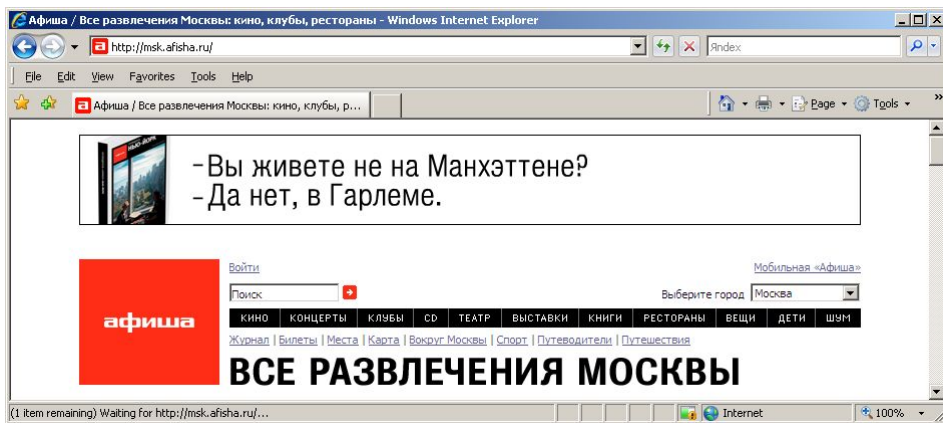 Афиша / Все развлечения Москвы: кино, клубы, рестораны - Windows Internet Explorer
http://msk.afisha.ru/ Яndex
File Edit View Favorites Tools Help
Афиша / Все развлечения Москвы: кино, клубы, р... Page Tools »
НЬЮ-ЙОРК
-Вы живете не на Манхэттене?
-Да нет, в Гарлеме.
Войти Мобильная «Афиша»
Поиск Выберите город Москва
афиша
КИНО КОНЦЕРТЫ КЛУБЫ CD ТЕАТР ВЫСТАВКИ КНИГИ РЕСТОРАНЫ ВЕЩИ ДЕТИ ШУМ
Журнал | Билеты | Места | Карта | Вокруг Москвы | Спорт | Путеводители | Путешествия
ВСЕ РАЗВЛЕЧЕНИЯ МОСКВЫ
(1 item remaining) Waiting for http://msk.afisha.ru/... Internet 100%